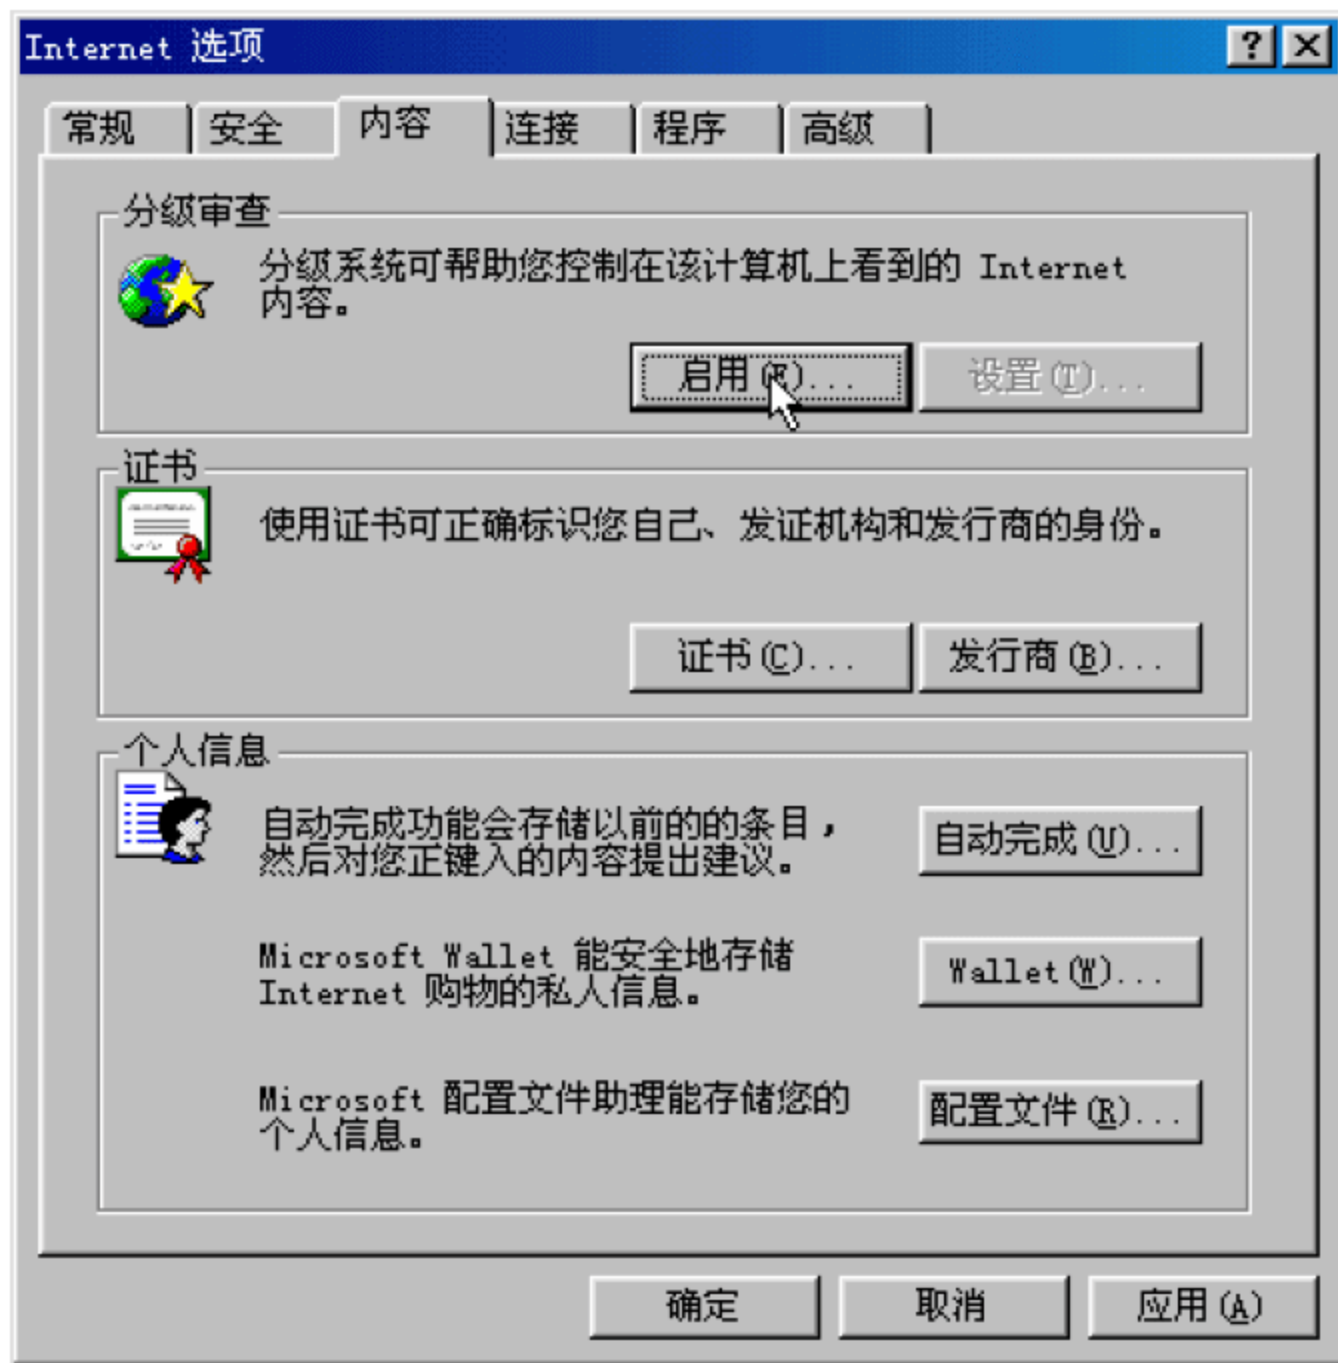 Internet 选项
常规 安全 内容 连接 程序 高级
分级审查
分级系统可帮助您控制在该计算机上看到的 Internet
内容。
启用(E)... 设置(T)...
证书
使用证书可正确标识您自己、发证机构和发行商的身份。
证书(C)... 发行商(B)...
个人信息
自动完成功能会存储以前的的条目,
然后对您正键入的内容提出建议。
自动完成(U)...
Microsoft Wallet 能安全地存储
Internet 购物的私人信息。
Wallet(W)...
Microsoft 配置文件助理能存储您的
个人信息。
配置文件(R)...
确定 取消 应用(A)